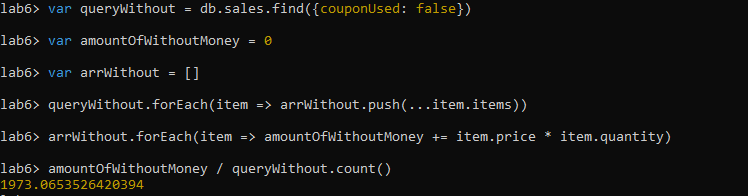 lab6> var queryWithout = db.sales.find({couponUsed: false})
lab6> var amountOfWithoutMoney = 0
lab6> var arrWithout = []
lab6> queryWithout.forEach(item => arrWithout.push(...item.items))
lab6> arrWithout.forEach(item => amountOfWithoutMoney += item.price * item.quantity)
lab6> amountOfWithoutMoney / queryWithout.count()
1973.0653526420394